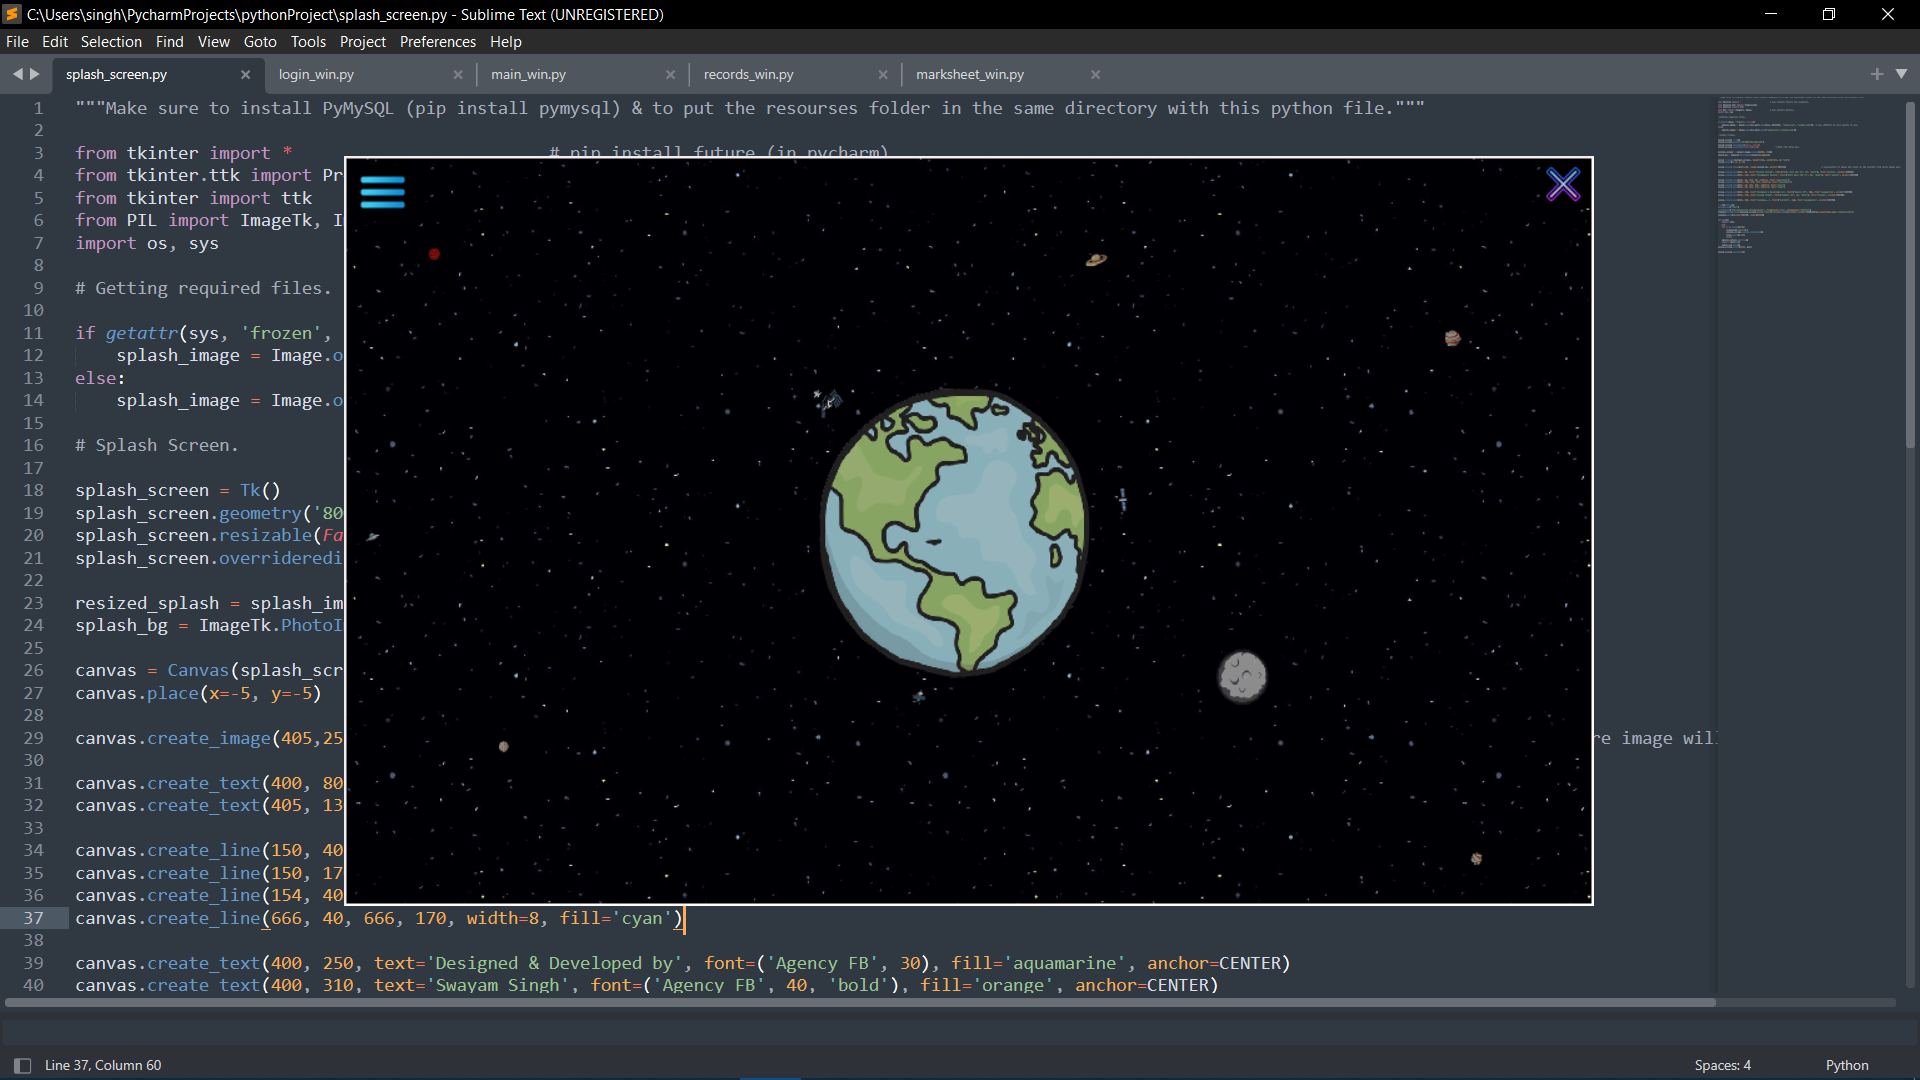 C:\Users\singh\PycharmProjects\pythonProject\splash_screen.py - Sublime Text (UNREGISTERED)
File Edit Selection Find View Goto Tools Project Preferences Help
splash_screen.py login_win.py main_win.py records_win.py marksheet_win.py
1 """Make sure to install PyMySQL (pip install pymysql) & to put the resourses folder in the same directory with this python file."""
2
3 from tkinter import * # pip install future (in pycharm)
4 from tkinter.ttk import Pr
5 from tkinter import ttk
6 from PIL import ImageTk, I
7 import os, sys
8
9 # Getting required files.
10
11 if getattr(sys, 'frozen',
12 splash_image = Image.o
13 else:
14 splash_image = Image.o
15
16 # Splash Screen.
17
18 splash_screen = Tk()
19 splash_screen.geometry('80
20 splash_screen.resizable(Fa
21 splash_screen.overrideredi
22
23 resized_splash = splash_im
24 splash_bg = ImageTk.PhotoI
25
26 canvas = Canvas(splash_scr
27 canvas.place(x=-5, y=-5)
28
29 canvas.create_image(405,25 re image wil
30
31 canvas.create_text(400, 80
32 canvas.create_text(405, 13
33
34 canvas.create_line(150, 40
35 canvas.create_line(150, 17
36 canvas.create_line(154, 40
37 canvas.create_line(666, 40, 666, 170, width=8, fill='cyan')
38
39 canvas.create_text(400, 250, text='Designed & Developed by', font=('Agency FB', 30), fill='aquamarine', anchor=CENTER)
40 canvas.create_text(400, 310, text='Swayam Singh', font=('Agency FB', 40, 'bold'), fill='orange', anchor=CENTER)
Line 37, Column 60 Spaces: 4 Python